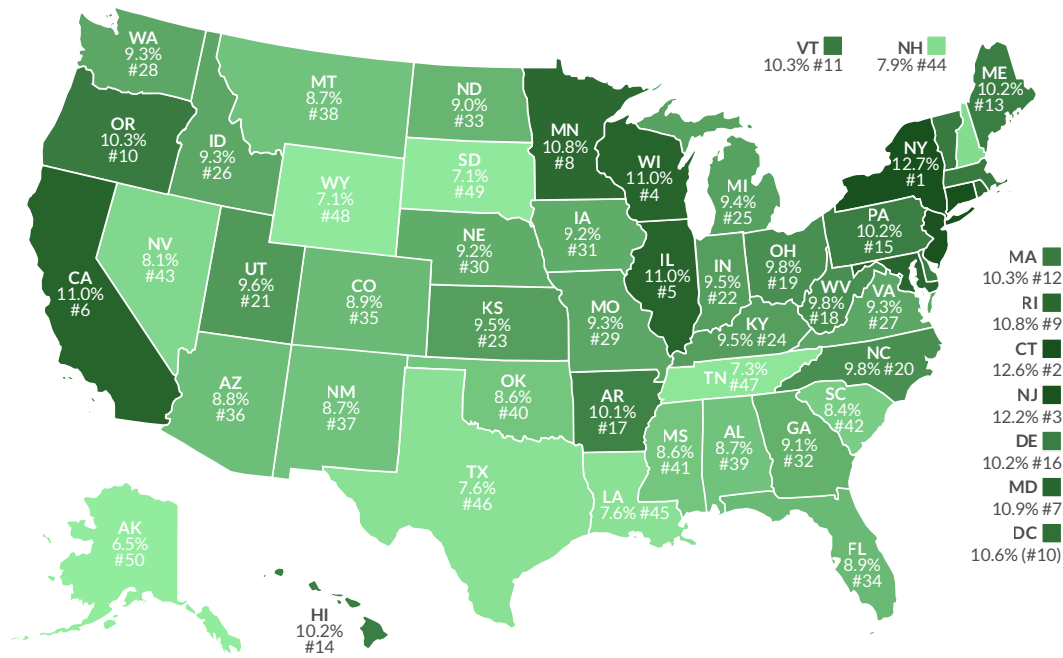 WA
9.3%
#28
VT
10.3% #11
NH
7.9% #44
MT
8.7%
#38
ND
9.0%
#33
ME
10.2%
#13
OR
10.3%
#10
ID
9.3%
#26
MN
10.8%
#8
WI
11.0%
#4
NY
12.7%
#1
SD
7.1%
#49
WY
7.1%
#48
MI
9.4%
#25
IA
9.2%
#31
PA
10.2%
#15
NE
9.2%
#30
NV
8.1%
#43
UT
9.6%
#21
CA
11.0%
#6
CO
8.9%
#35
IL
11.0%
#5
IN
9.5%
#22
OH
9.8%
#19
WV
9.8%
#18
VA
9.3%
#27
MA
10.3% #12
RI
10.8% #9
CT
12.6% #2
NJ
12.2% #3
DE
10.2% #16
MD
10.9% #7
DC
10.6% (#10)
KS
9.5%
#23
MO
9.3%
#29
KY
9.5% #24
NC
9.8% #20
TN 7.3%
#47
AZ
8.8%
#36
NM
8.7%
#37
OK
8.6%
#40
AR
10.1%
#17
SC
8.4%
#42
MS
8.6%
#41
AL
8.7%
#39
GA
9.1%
#32
TX
7.6%
#46
LA
7.6% #45
FL
8.9%
#34
AK
6.5%
#50
HI
10.2%
#14